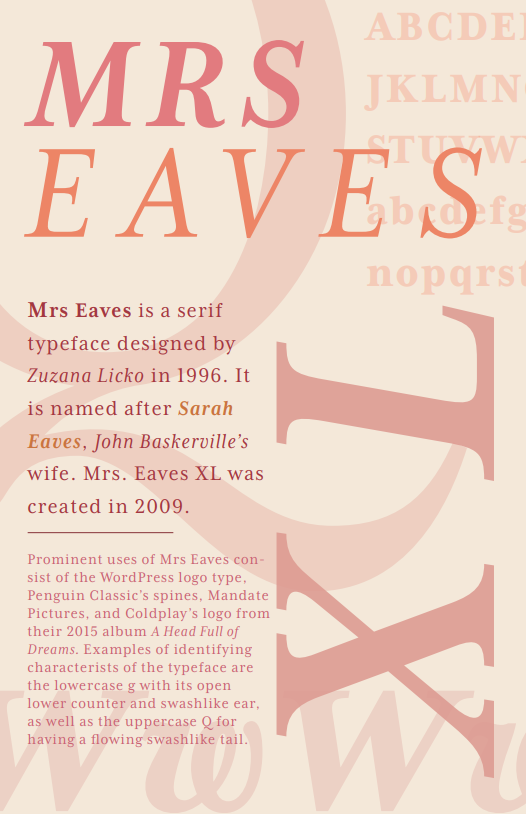 MRS
EAVES
ABCDE
JKLMN
STUVW
abcdefg
nopqrst
Mrs Eaves is a serif
typeface designed by
Zuzana Licko in 1996. It
is named after Sarah
Eaves, John Baskerville’s
wife. Mrs. Eaves XL was
created in 2009.
Prominent uses of Mrs Eaves con-
sist of the WordPress logo type,
Penguin Classic’s spines, Mandate
Pictures, and Coldplay’s logo from
their 2015 album A Head Full of
Dreams. Examples of identifying
characterists of the typeface are
the lowercase g with its open
lower counter and swashlike ear,
as well as the uppercase Q for
having a flowing swashlike tail.
XL
Q
WwWw